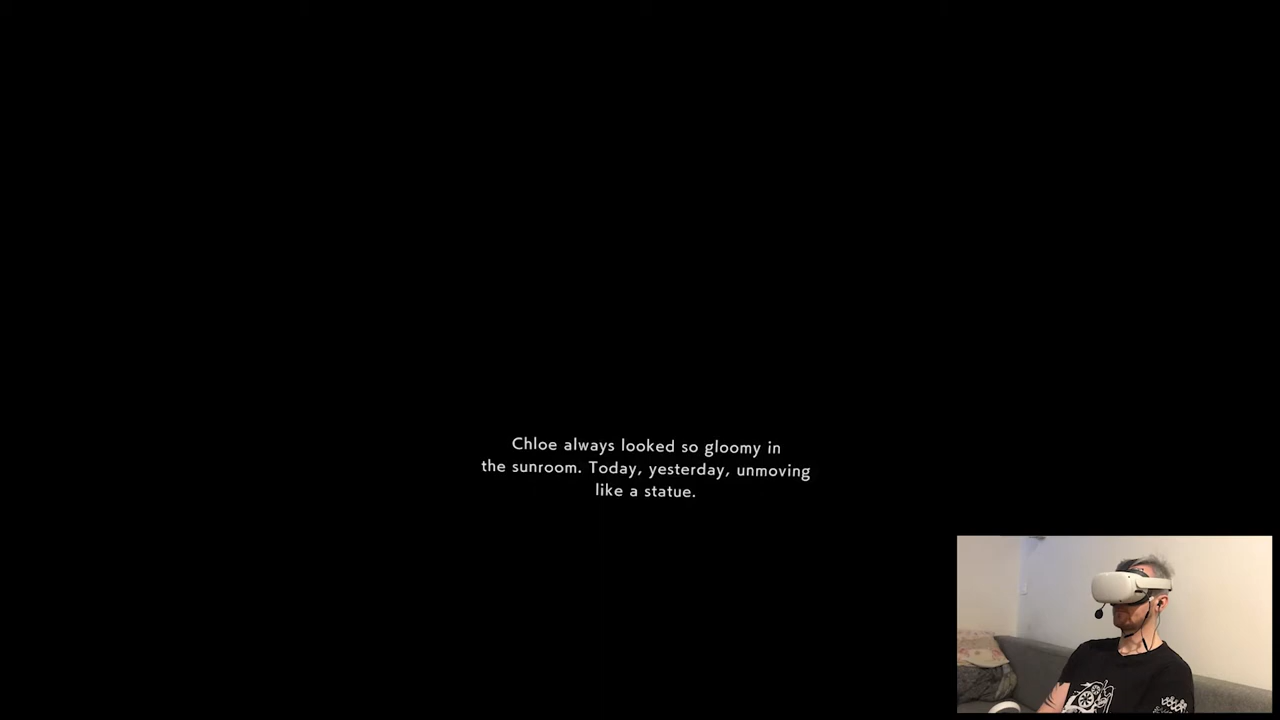 Chloe always looked so gloomy in
the sunroom. Today, yesterday, unmoving
like a statue.